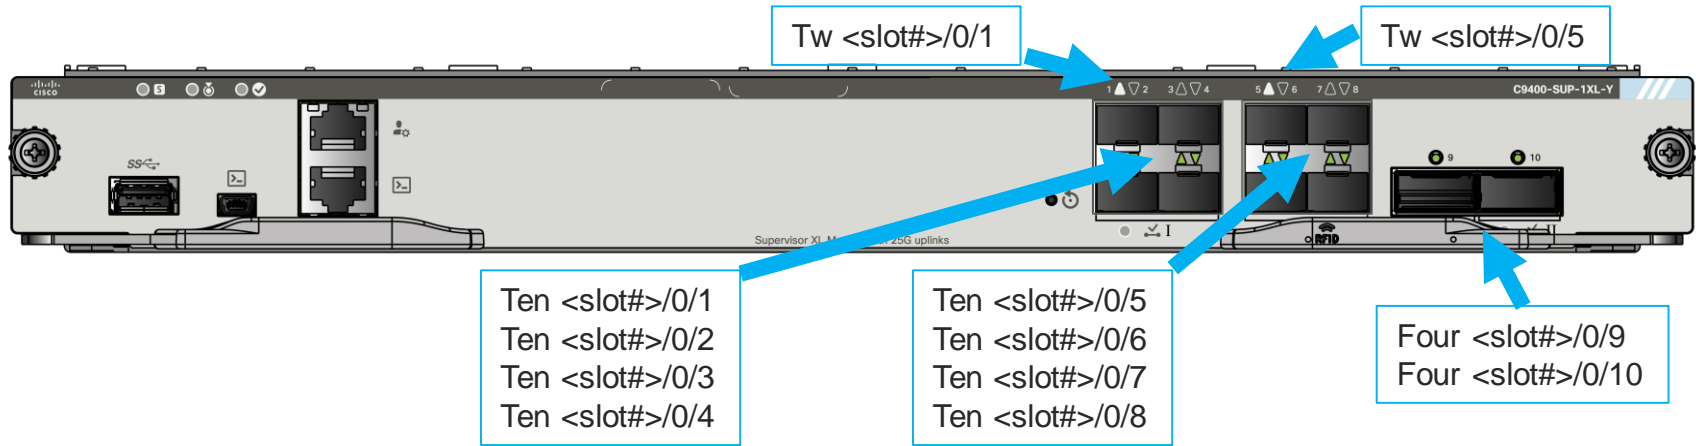 Tw <slot#>/0/1
Tw <slot#>/0/5
CISCO
S
1 2 3 4
5 6 7 8
C9400-SUP-1XL-Y
SS
9 10
Supervisor XL 25G uplinks
I
RFID
Ten <slot#>/0/1
Ten <slot#>/0/2
Ten <slot#>/0/3
Ten <slot#>/0/4
Ten <slot#>/0/5
Ten <slot#>/0/6
Ten <slot#>/0/7
Ten <slot#>/0/8
Four <slot#>/0/9
Four <slot#>/0/10